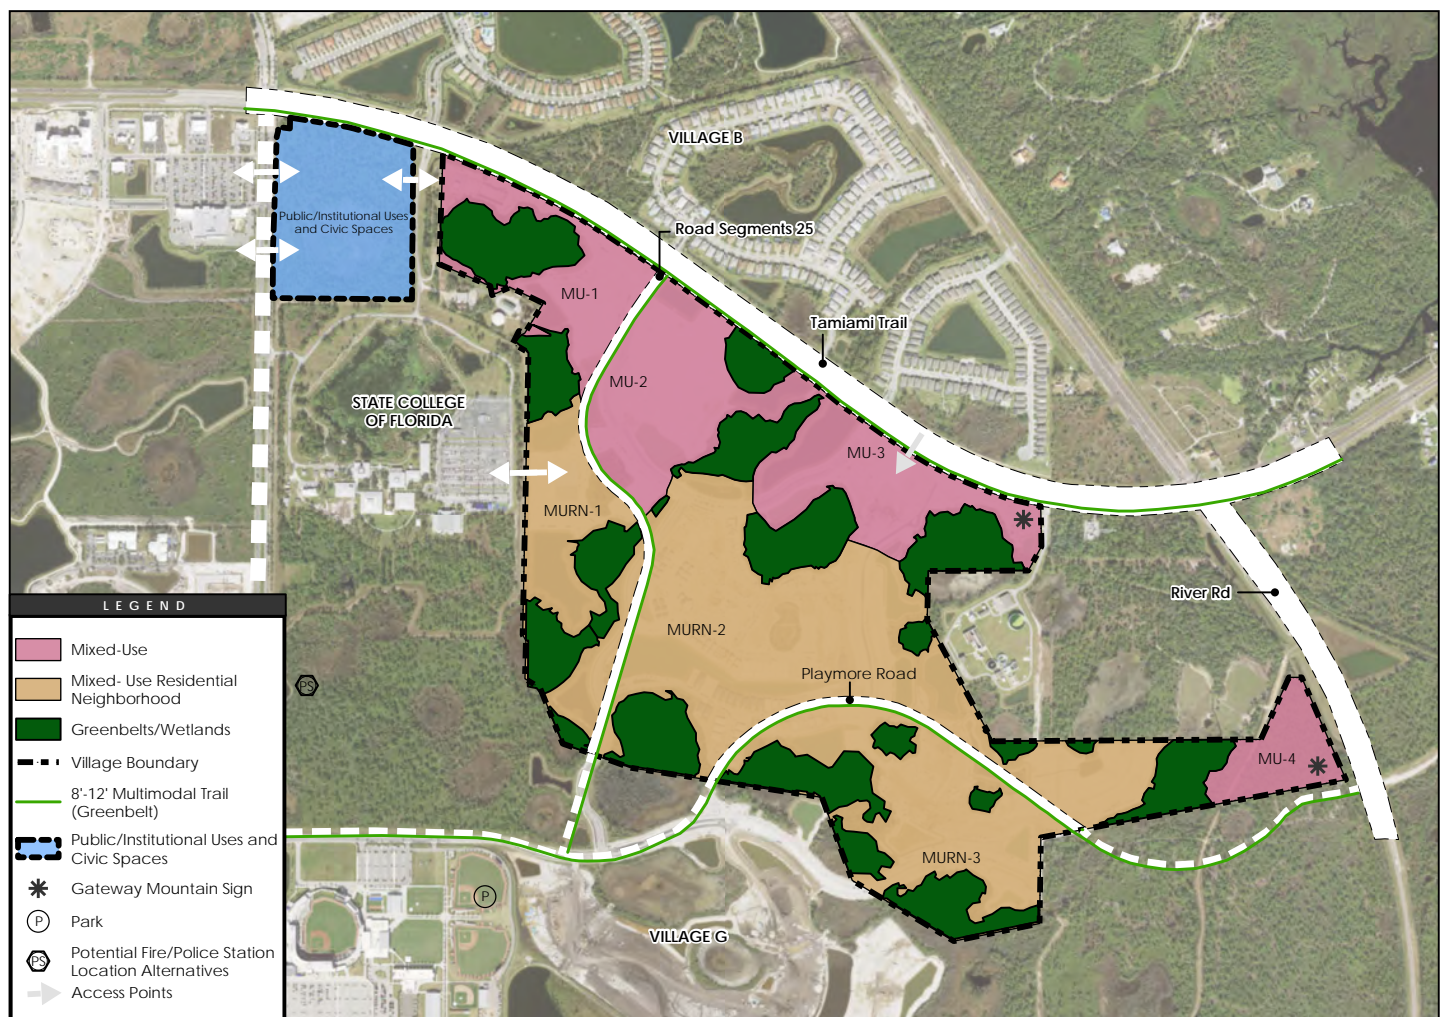 VILLAGE B
Road Segments 25
Public/Institutional Uses
and Civic Spaces
MU-1
Tamiami Trail
MU-2
STATE COLLEGE
OF FLORIDA
MU-3
MURN-1
River Rd
MURN-2
Playmore Road
MU-4
MURN-3
P
VILLAGE G
PS
LEGEND
Mixed-Use
Mixed- Use Residential
Neighborhood
Greenbelts/Wetlands
Village Boundary
8'-12' Multimodal Trail
(Greenbelt)
Public/Institutional Uses and
Civic Spaces
Gateway Mountain Sign
P
Park
PS
Potential Fire/Police Station
Location Alternatives
Access Points